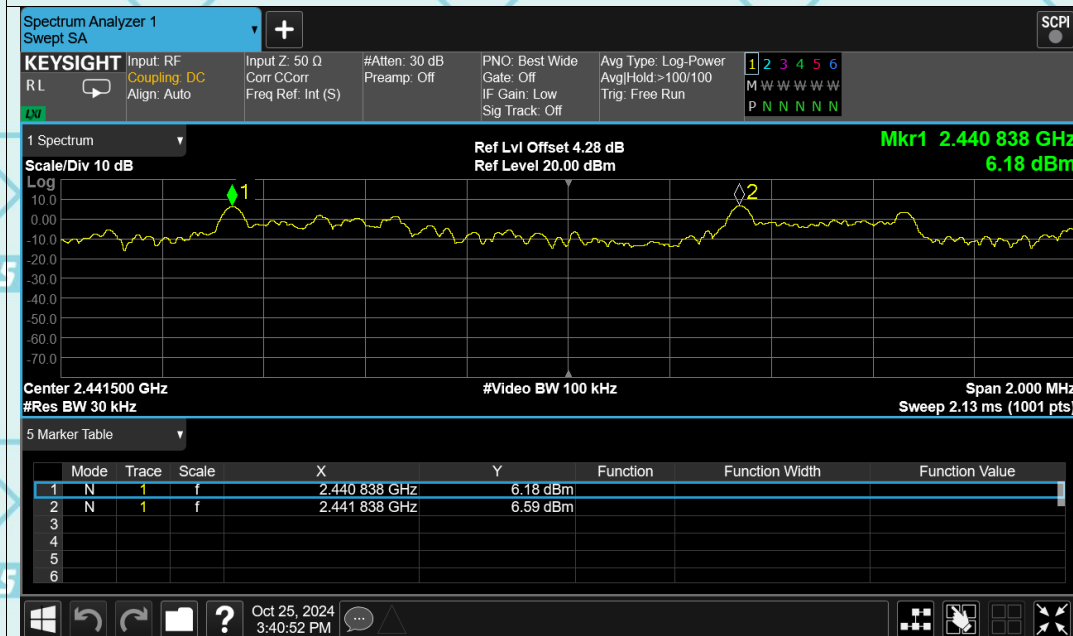 Spectrum Analyzer 1
Swept SA
+
SCPI
KEYSIGHT
RL
LXI
Input: RF
Coupling: DC
Align: Auto
Input Z: 50 Ω
Corr CCorr
Freq Ref: Int (S)
#Atten: 30 dB
Preamp: Off
PNO: Best Wide
Gate: Off
IF Gain: Low
Sig Track: Off
Avg Type: Log-Power
Avg|Hold:>100/100
Trig: Free Run
1 2 3 4 5 6
M W W W W W
P N N N N N
1 Spectrum
Scale/Div 10 dB
Ref Lvl Offset 4.28 dB
Ref Level 20.00 dBm
Mkr1 2.440 838 GHz
6.18 dBm
Log
1
2
10.0
0.00
-10.0
-20.0
-30.0
-40.0
-50.0
-60.0
-70.0
Center 2.441500 GHz
#Video BW 100 kHz
Span 2.000 MHz
#Res BW 30 kHz
Sweep 2.13 ms (1001 pts)
5 Marker Table
Mode Trace Scale X Y Function Function Width Function Value
1 N 1 f 2.440 838 GHz 6.18 dBm
2 N 1 f 2.441 838 GHz 6.59 dBm
3
4
5
6
?
Oct 25, 2024
3:40:52 PM